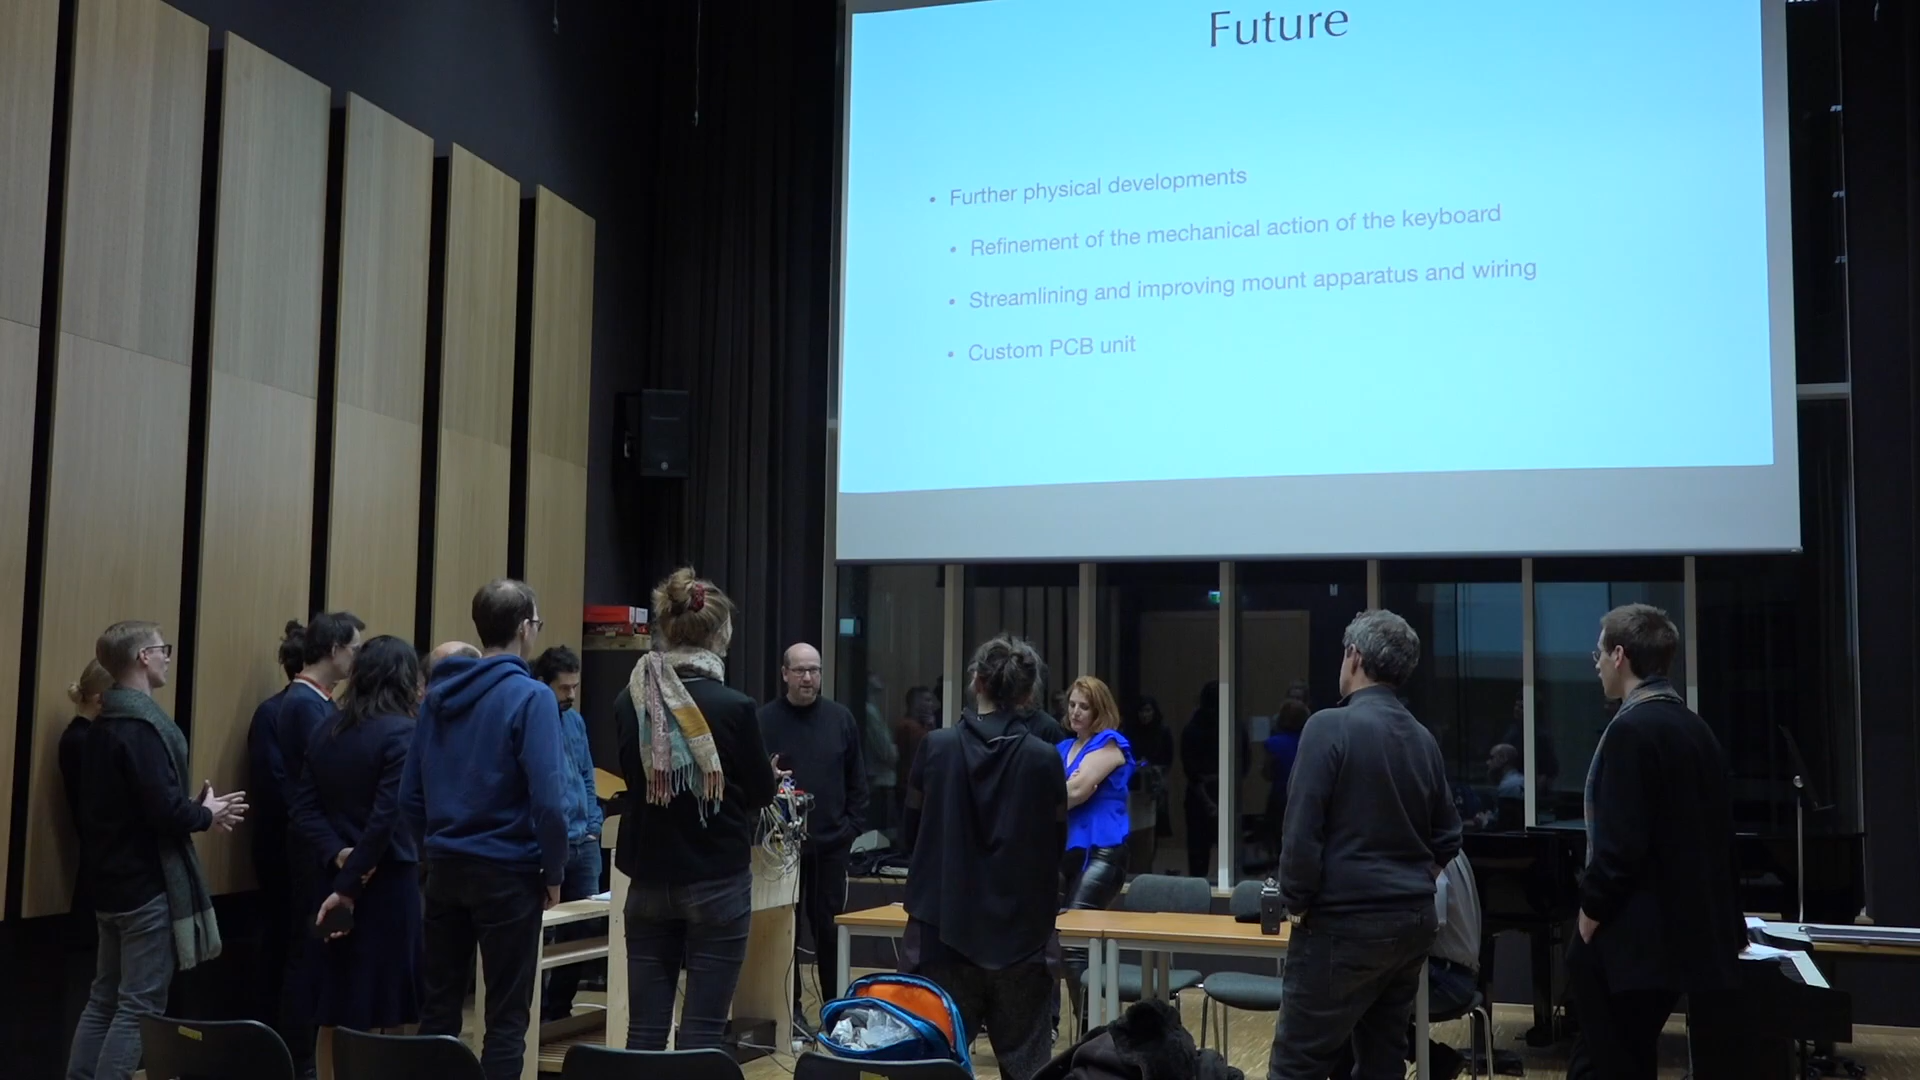 Future
• Further physical developments
• Refinement of the mechanical action of the keyboard
• Streamlining and improving mount apparatus and wiring
• Custom PCB unit